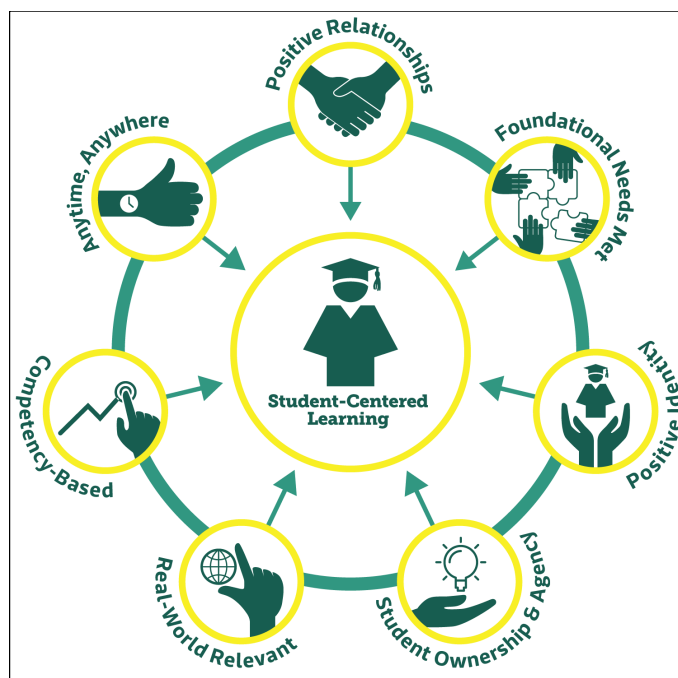 Positive Relationships
Foundational Needs Met
Positive Identity
Student Ownership & Agency
Real-World Relevant
Competency-Based
Anytime, Anywhere
Student-Centered
Learning